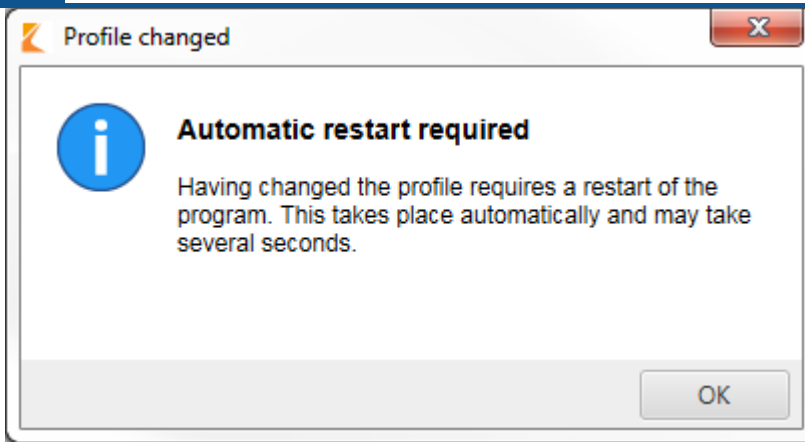 Profile changed
Automatic restart required
Having changed the profile requires a restart of the
program. This takes place automatically and may take
several seconds.
OK